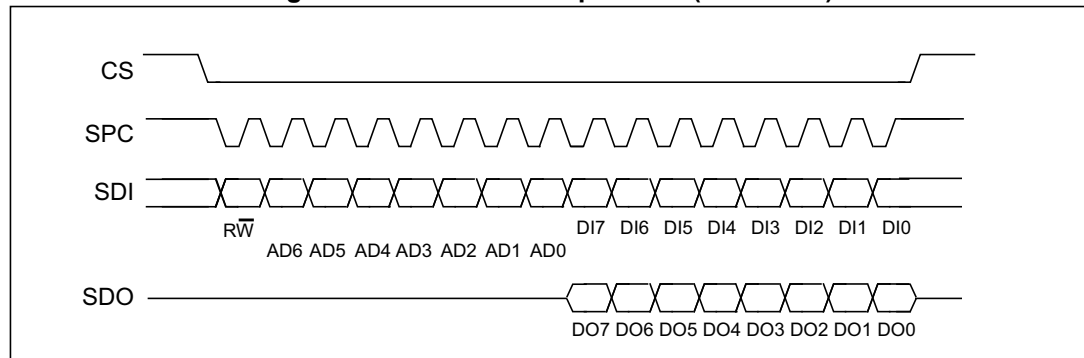 CS
SPC
SDI
RW̅
DI7 DI6 DI5 DI4 DI3 DI2 DI1 DI0
AD6 AD5 AD4 AD3 AD2 AD1 AD0
SDO
DO7 DO6 DO5 DO4 DO3 DO2 DO1 DO0